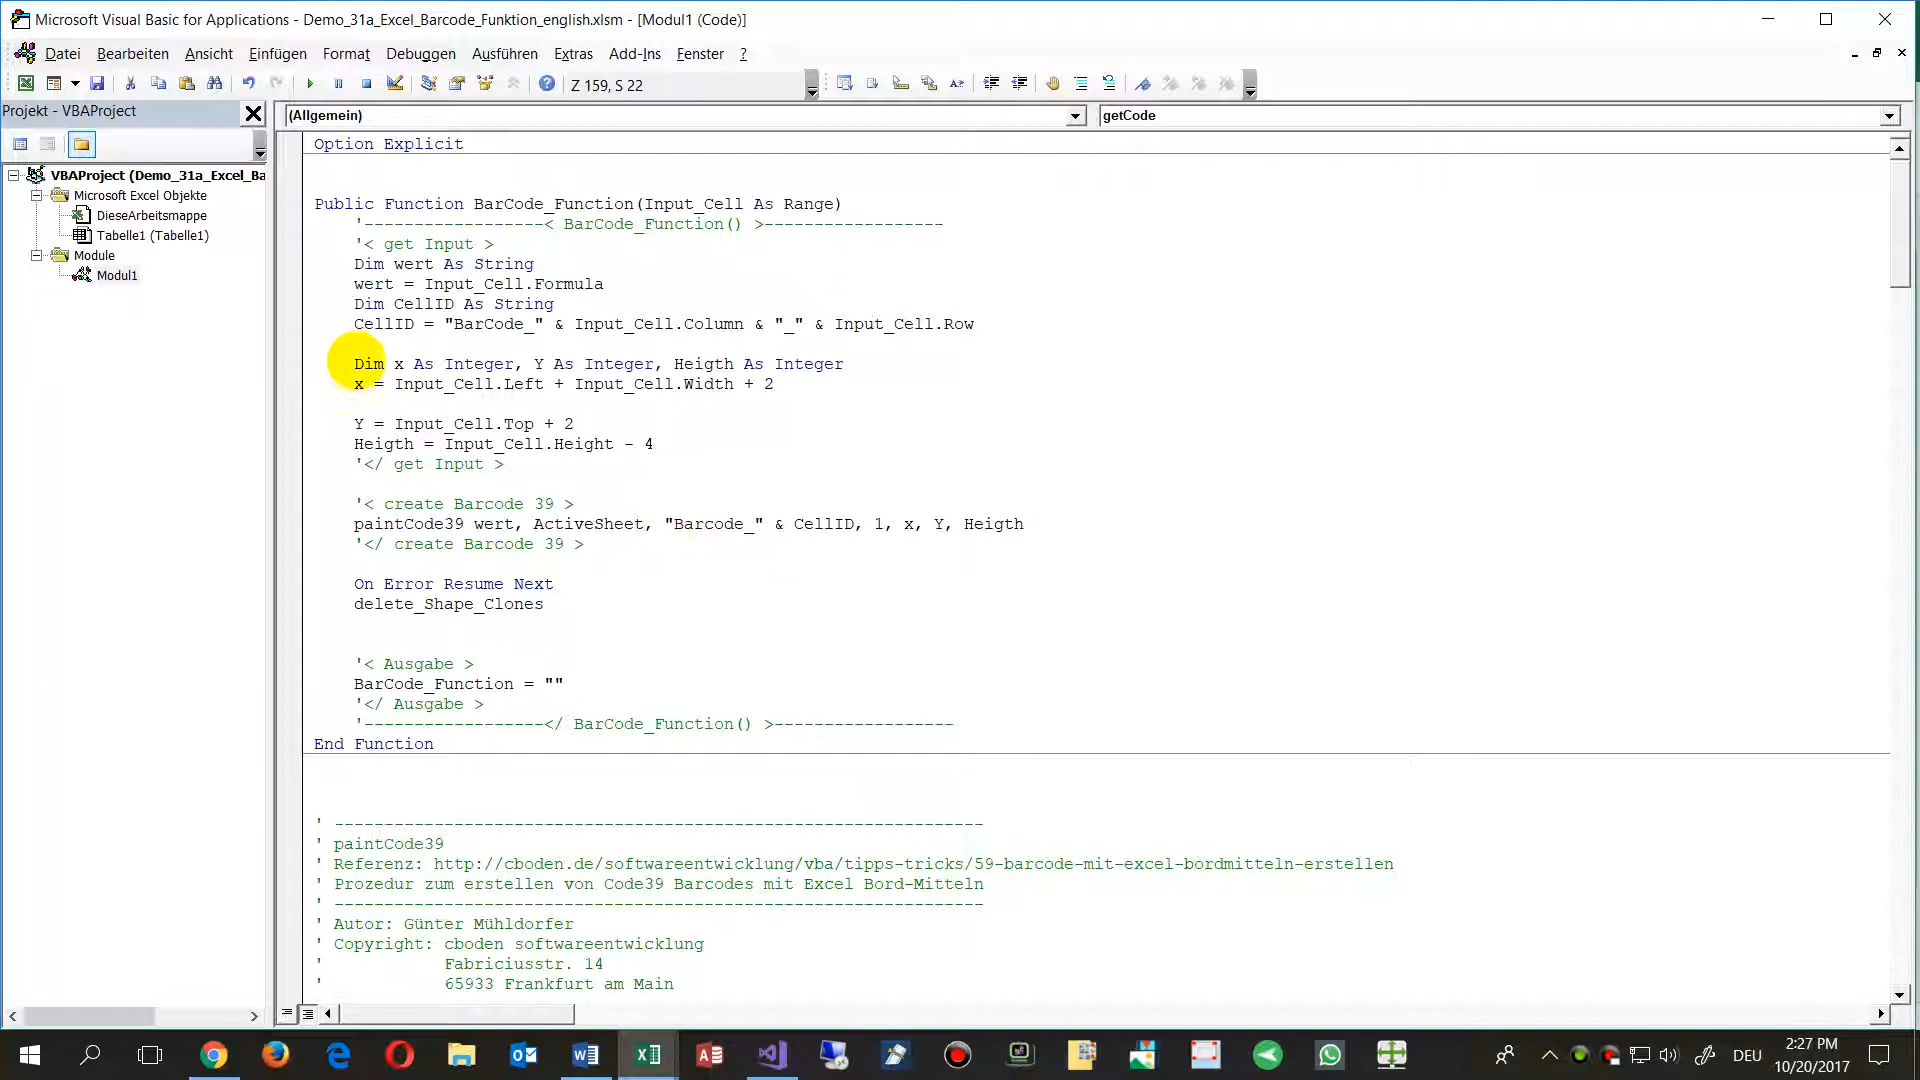 Microsoft Visual Basic for Applications - Demo_31a_Excel_Barcode_Funktion_english.xlsm - [Modul1 (Code)]
Datei Bearbeiten Ansicht Einfügen Format Debuggen Ausführen Extras Add-Ins Fenster ?
Z 159, S 22
Projekt - VBAProject
(Allgemein)
getCode
VBAProject (Demo_31a_Excel_Ba
Microsoft Excel Objekte
DieseArbeitsmappe
Tabelle1 (Tabelle1)
Module
Modul1
Option Explicit
Public Function BarCode_Function(Input_Cell As Range)
'------------------< BarCode_Function() >------------------
'< get Input >
Dim wert As String
wert = Input_Cell.Formula
Dim CellID As String
CellID = "BarCode_" & Input_Cell.Column & "_" & Input_Cell.Row
Dim x As Integer, Y As Integer, Heigth As Integer
x = Input_Cell.Left + Input_Cell.Width + 2
Y = Input_Cell.Top + 2
Heigth = Input_Cell.Height - 4
'</ get Input >
'< create Barcode 39 >
paintCode39 wert, ActiveSheet, "Barcode_" & CellID, 1, x, Y, Heigth
'</ create Barcode 39 >
On Error Resume Next
delete_Shape_Clones
'< Ausgabe >
BarCode_Function = ""
'</ Ausgabe >
'------------------</ BarCode_Function() >------------------
End Function
' -----------------------------------------------------------------
' paintCode39
' Referenz: http://cboden.de/softwareentwicklung/vba/tipps-tricks/59-barcode-mit-excel-bordmitteln-erstellen
' Prozedur zum erstellen von Code39 Barcodes mit Excel Bord-Mitteln
' -----------------------------------------------------------------
' Autor: Günter Mühldorfer
' Copyright: cboden softwareentwicklung
' Fabriciusstr. 14
' 65933 Frankfurt am Main
DEU
2:27 PM
10/20/2017